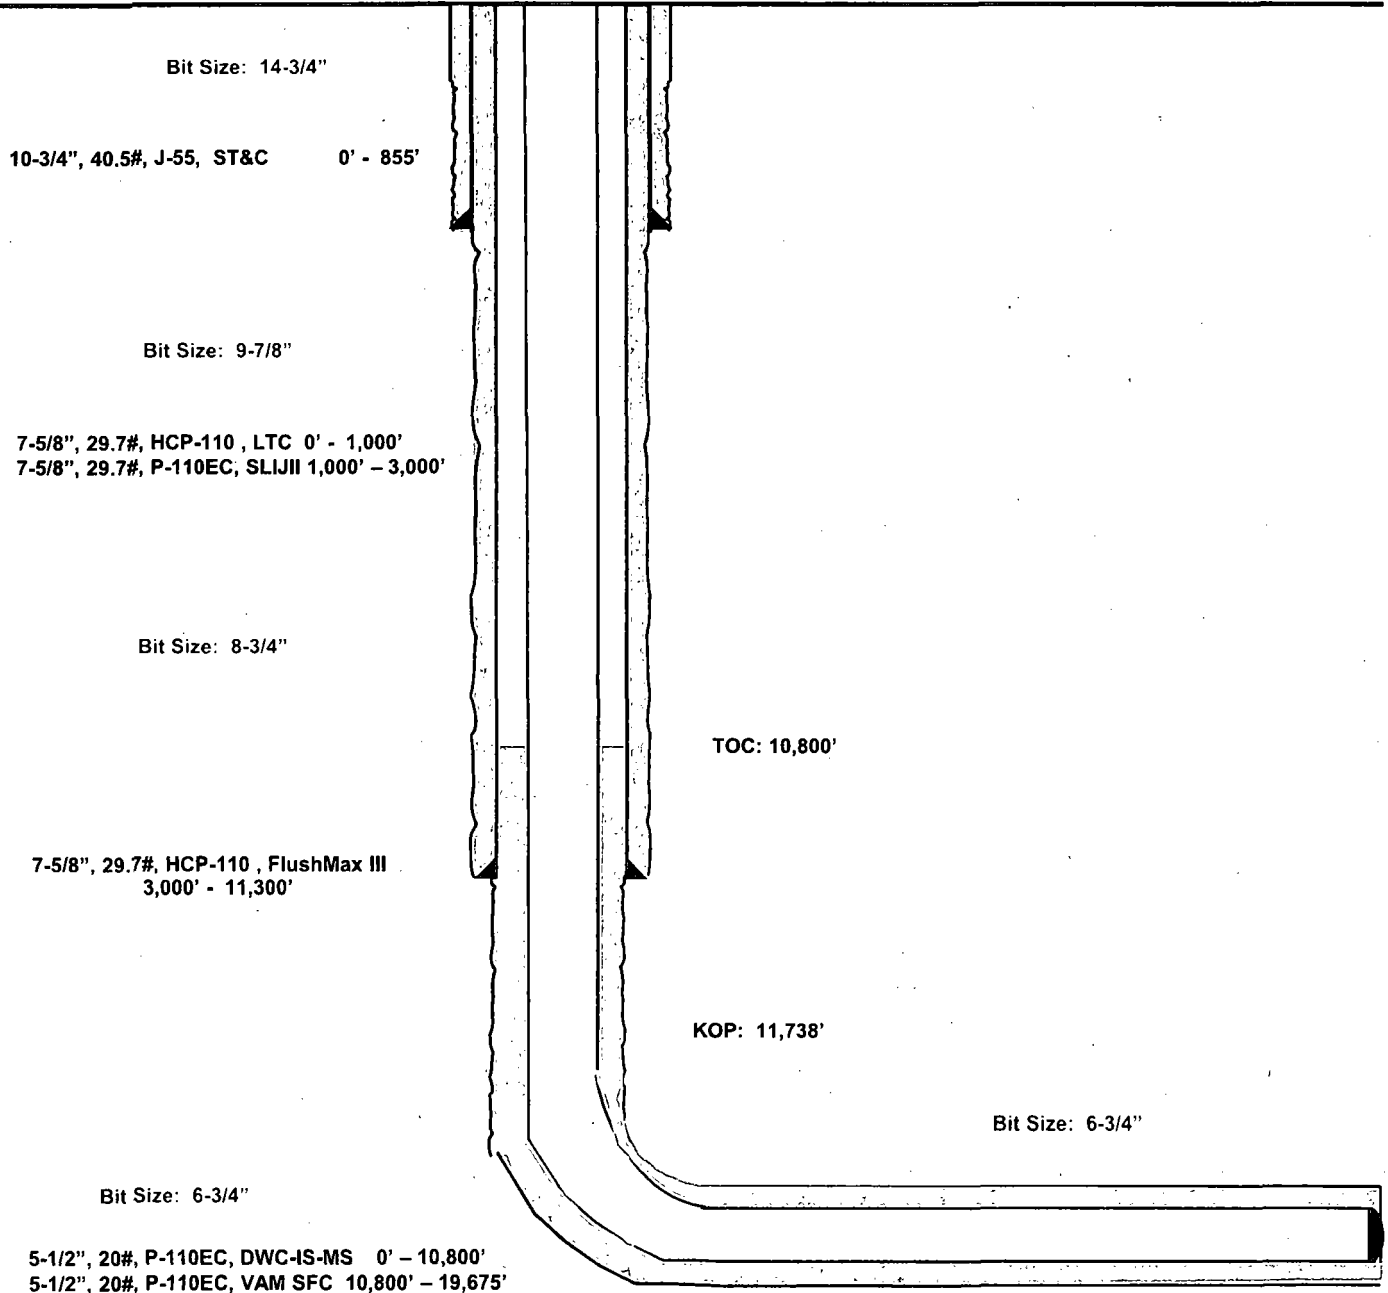 Bit Size: 14-3/4”
10-3/4”, 40.5#, J-55, ST&C 0’ - 855’
Bit Size: 9-7/8”
7-5/8”, 29.7#, HCP-110 , LTC 0’ - 1,000’
7-5/8”, 29.7#, P-110EC, SLIJII 1,000’ – 3,000’
Bit Size: 8-3/4”
TOC: 10,800’
7-5/8”, 29.7#, HCP-110 , FlushMax III
3,000’ - 11,300’
KOP: 11,738’
Bit Size: 6-3/4”
Bit Size: 6-3/4”
5-1/2”, 20#, P-110EC, DWC-IS-MS 0’ – 10,800’
5-1/2”, 20#, P-110EC, VAM SFC 10,800’ – 19,675’